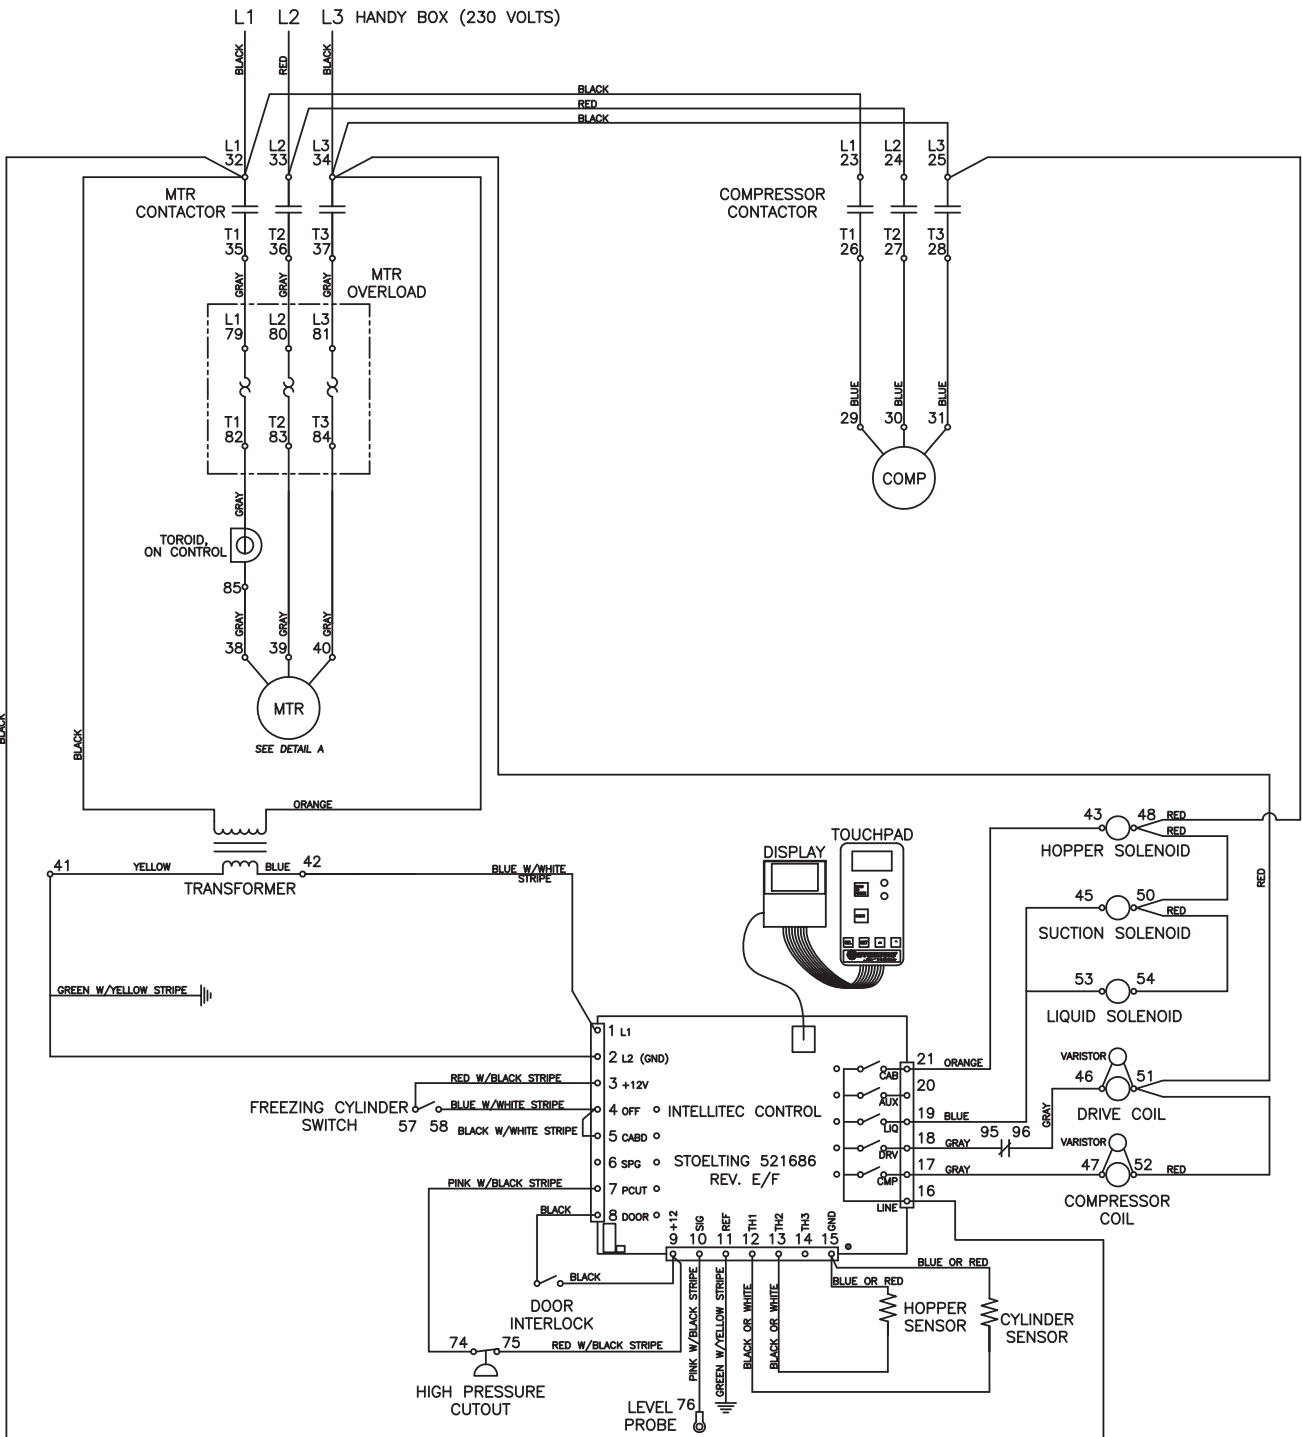 L1 L2 L3 HANDY BOX (230 VOLTS)
BLACK
RED
BLACK
BLACK
RED
BLACK
L1
32
L2
33
L3
34
L1
23
L2
24
L3
25
MTR
CONTACTOR
COMPRESSOR
CONTACTOR
T1
35
T2
36
T3
37
T1
26
T2
27
T3
28
GRAY
GRAY
GRAY
MTR
OVERLOAD
L1
79
L2
80
L3
81
T1
82
T2
83
T3
84
BLUE
BLUE
BLUE
29
30
31
COMP
GRAY
TOROID,
ON CONTROL
85
GRAY
GRAY
GRAY
38
39
40
MTR
SEE DETAIL A
BLACK
BLACK
ORANGE
41
YELLOW
BLUE
42
TRANSFORMER
BLUE W/WHITE
STRIPE
GREEN W/YELLOW STRIPE
DISPLAY
TOUCHPAD
43
48
RED
RED
HOPPER SOLENOID
RED
45
50
RED
SUCTION SOLENOID
53
54
LIQUID SOLENOID
VARISTOR
46
51
DRIVE COIL
GRAY
VARISTOR
47
52
RED
COMPRESSOR
COIL
1 L1
2 L2 (GND)
RED W/BLACK STRIPE
3 +12V
FREEZING CYLINDER
SWITCH
57
58
BLUE W/WHITE STRIPE
4 OFF
BLACK W/WHITE STRIPE
5 CABD
6 SPG
PINK W/BLACK STRIPE
7 PCUT
BLACK
8 DOOR
INTELLITEC CONTROL
STOELTING 521686
REV. E/F
CAB
21
ORANGE
AUX
20
LIQ
19
BLUE
DRV
18
GRAY
95
96
CMP
17
GRAY
LINE
16
+12
9
SIG
10
REF
11
TH1
12
TH2
13
TH3
14
GND
15
BLACK
DOOR
INTERLOCK
74
75
RED W/BLACK STRIPE
HIGH PRESSURE
CUTOUT
PINK W/BLACK STRIPE
GREEN W/YELLOW STRIPE
BLACK OR WHITE
BLACK OR WHITE
BLUE OR RED
BLUE OR RED
HOPPER
SENSOR
CYLINDER
SENSOR
LEVEL
PROBE
76